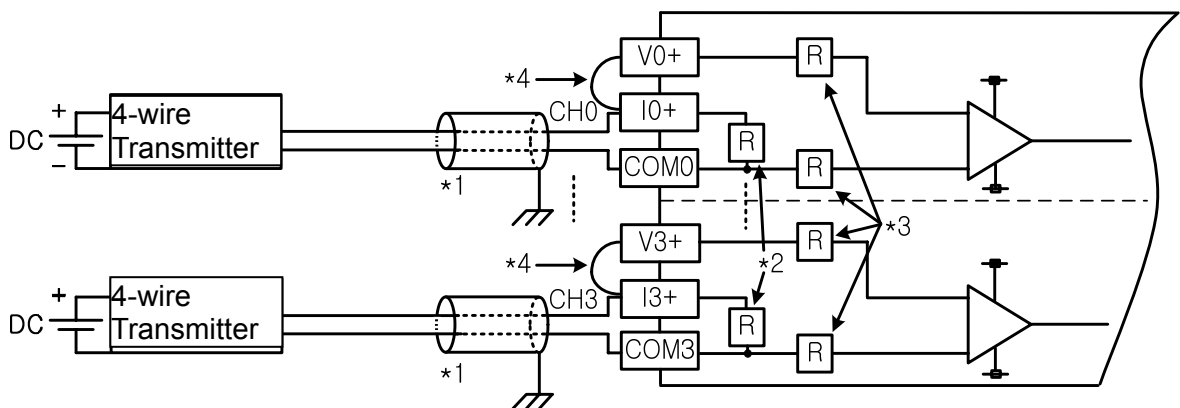 V0+
R
*4
CH0
I0+
+
4-wire
DC
Transmitter
R
−
COM0
R
*1
V3+
R
*3
*4
*2
CH3
I3+
+
4-wire
DC
Transmitter
R
COM3
R
*1